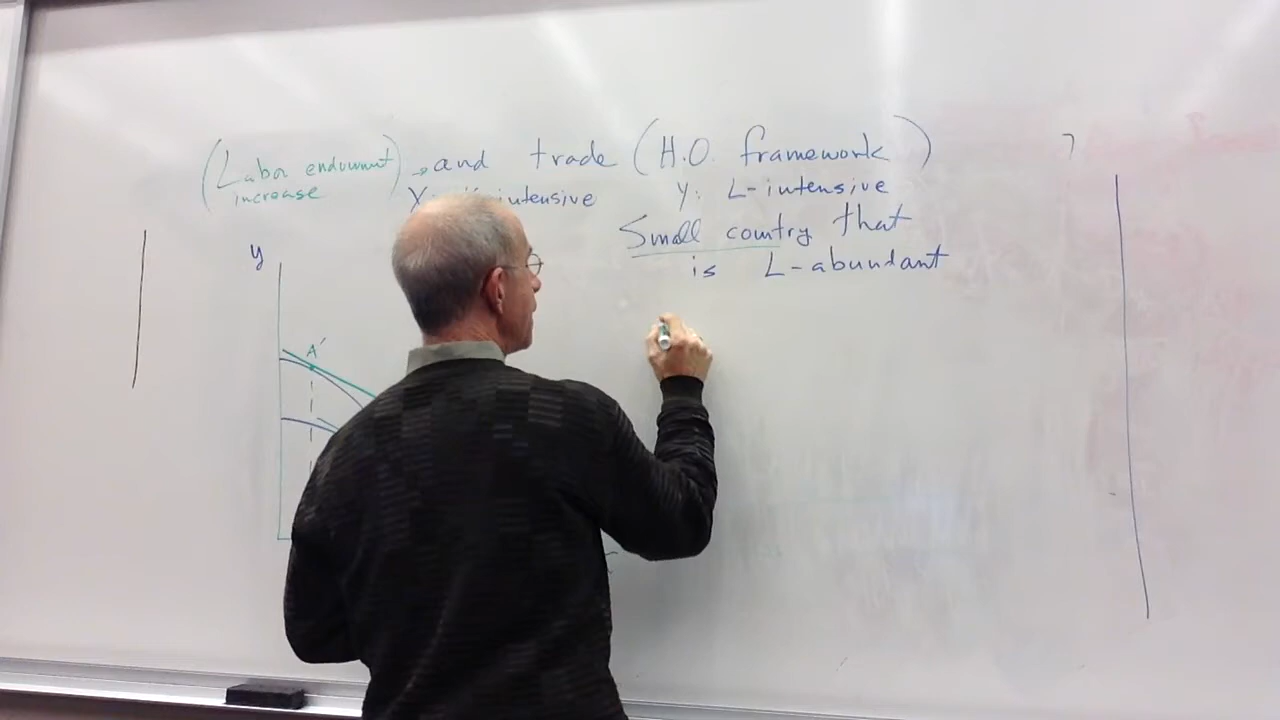 (Labor endowment increase) → and trade (H.O. framework)
X: intensive Y: L-intensive
Small country that
is L-abundant
y
A'